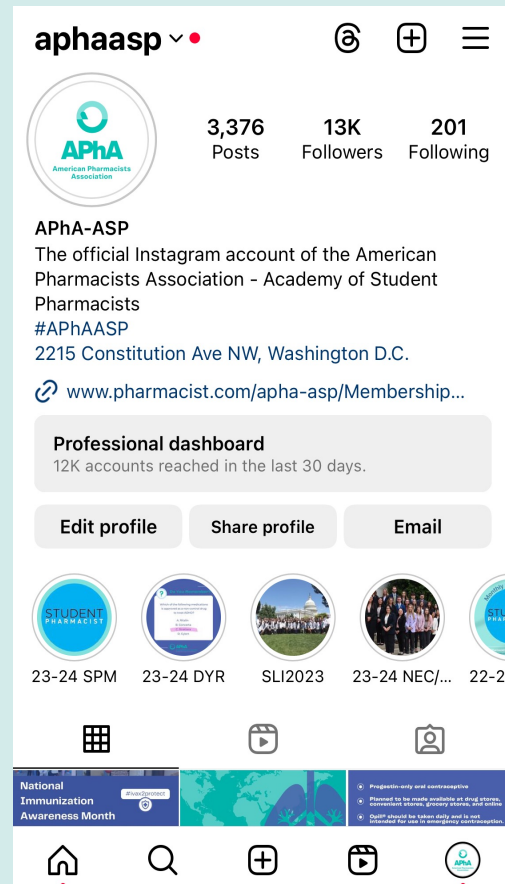 aphaasp
APhA
American Pharmacists
Association
3,376
Posts
13K
Followers
201
Following
APhA-ASP
The official Instagram account of the American
Pharmacists Association - Academy of Student
Pharmacists
#APhAASP
2215 Constitution Ave NW, Washington D.C.
www.pharmacist.com/apha-asp/Membership...
Professional dashboard
12K accounts reached in the last 30 days.
Edit profile
Share profile
Email
STUDENT
PHARMACIST
23-24 SPM
23-24 DYR
SLI2023
23-24 NEC/...
22-2
National
Immunization
Awareness Month
#ivax2protect
Progestin-only oral contraceptive
Planned to be made available at drug stores,
convenient stores, grocery stores, and online
Opill® should be taken daily and is not
intended for use in emergency contraception.
APhA